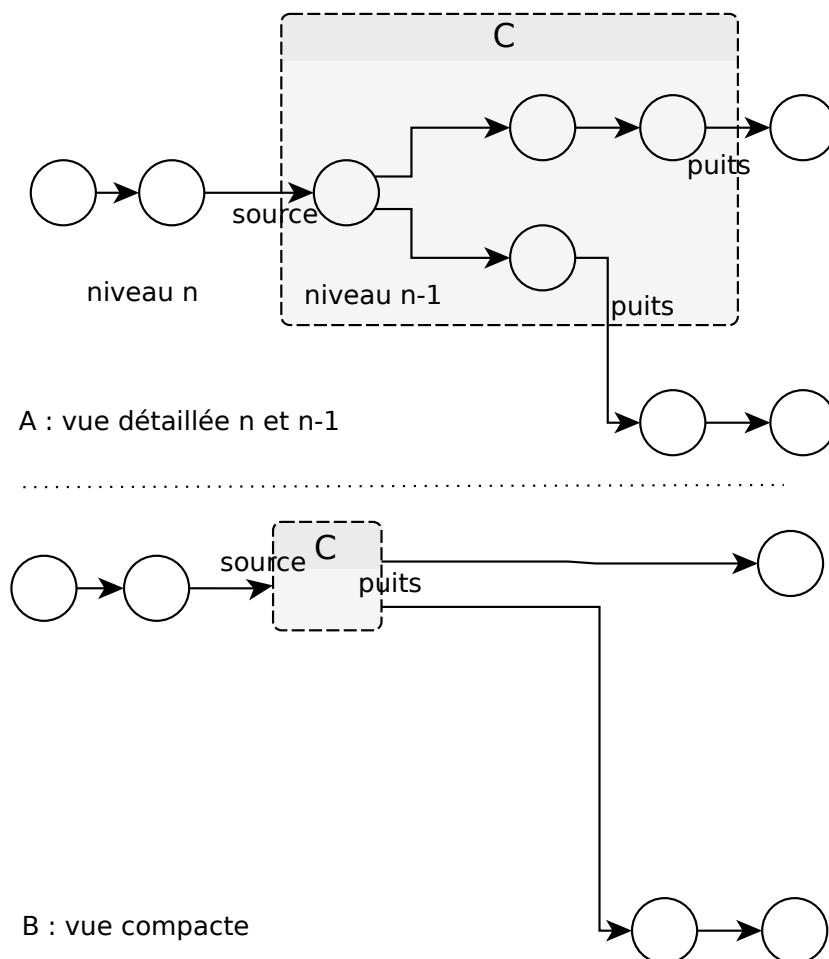 C
puits
source
niveau n
niveau n-1
puits
A : vue détaillée n et n-1
source
C
puits
B : vue compacte